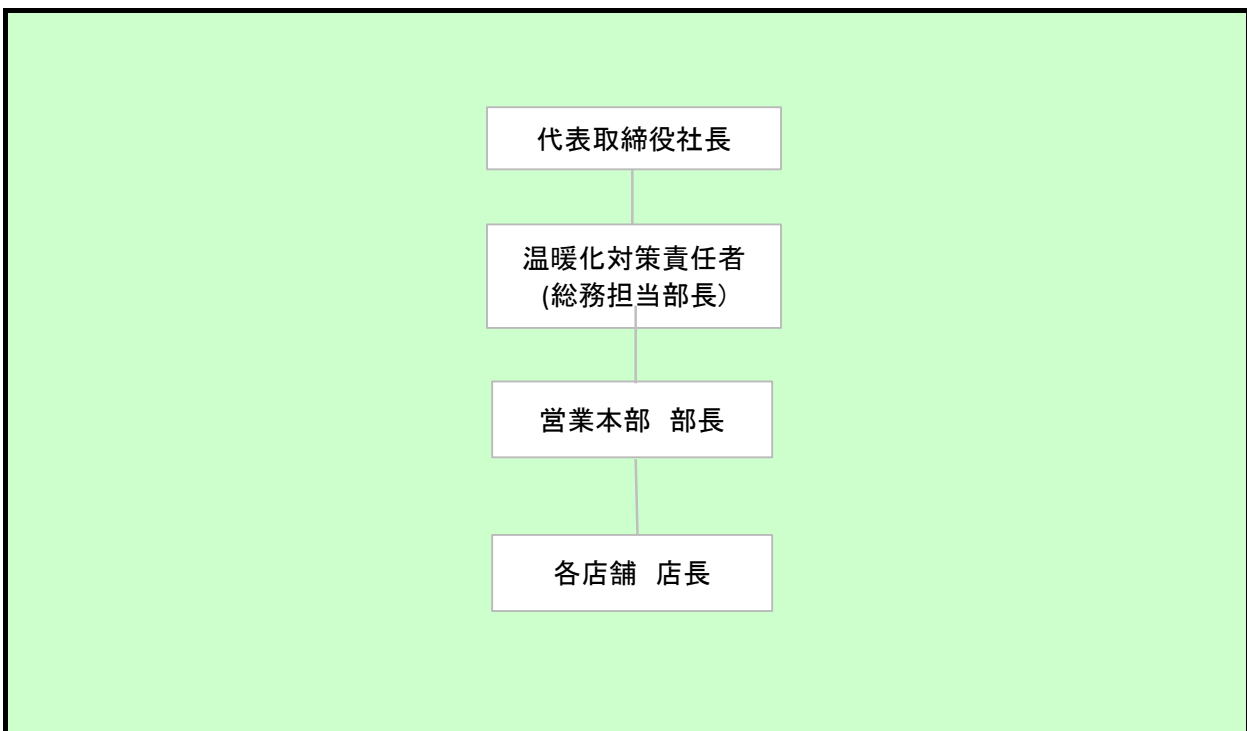 代表取締役社長
温暖化対策責任者
(総務担当部長）
営業本部　部長
各店舗　店長